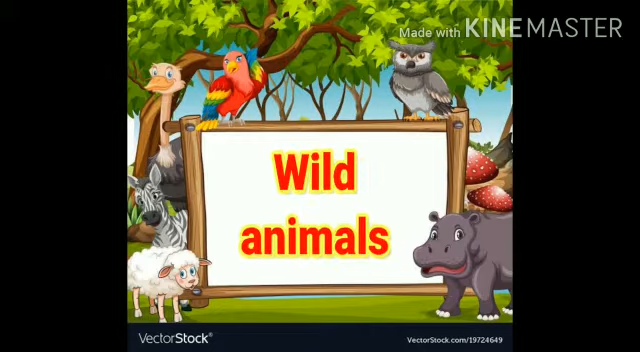 Made with KINEMASTER
Wild
animals
VectorStock®
VectorStock.com/19724649